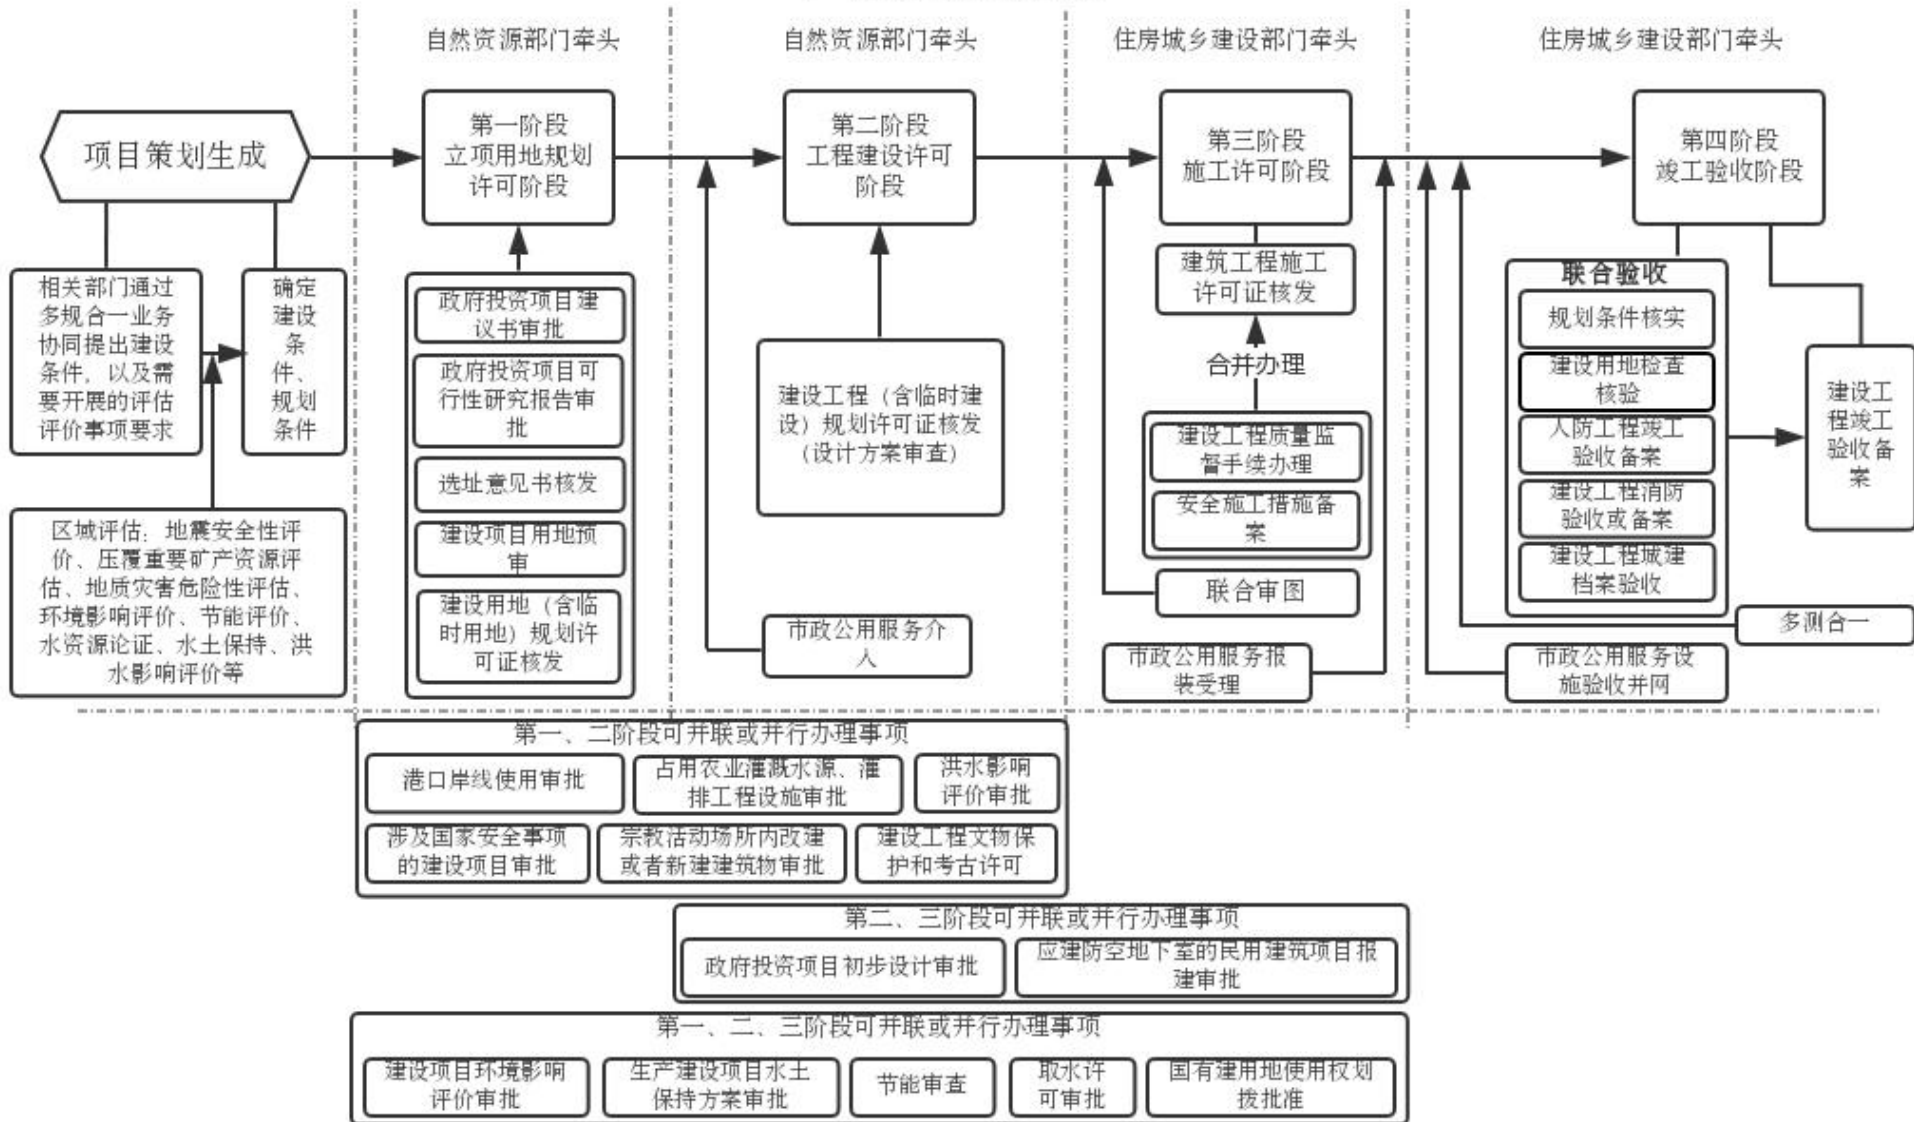 自然资源部门牵头
自然资源部门牵头
住房城乡建设部门牵头
住房城乡建设部门牵头
项目策划生成
第一阶段
立项用地规划
许可阶段
第二阶段
工程建设许可
阶段
第三阶段
施工许可阶段
第四阶段
竣工验收阶段
相关部门通过
多规合一业务
协同提出建设
条件，以及需
要开展的评估
评价事项要求
确定
建设
条
件、
规划
条件
区域评估：地震安全性评
价、压覆重要矿产资源评
估、地质灾害危险性评估、
环境影响评价、节能评价、
水资源论证、水土保持、洪
水影响评价等
政府投资项目建
议书审批
政府投资项目可
行性研究报告审
批
选址意见书核发
建设项目用地预
审
建设用地（含临
时用地）规划许
可证核发
建设工程（含临时建
设）规划许可证核发
（设计方案审查）
市政公用服务介
入
建筑工程施工
许可证核发
合并办理
建设工程质量监
督手续办理
安全施工措施备
案
联合审图
市政公用服务报
装受理
联合验收
规划条件核实
建设用地检查
核验
人防工程竣工
验收备案
建设工程消防
验收或备案
建设工程城建
档案验收
建设工
程竣工
验收备
案
多测合一
市政公用服务设
施验收并网
第一、二阶段可并联或并行办理事项
港口岸线使用审批
占用农业灌溉水源、灌
排工程设施审批
洪水影响
评价审批
涉及国家安全事项
的建设项目审批
宗教活动场所内改建
或者新建建筑物审批
建设工程文物保
护和考古许可
第二、三阶段可并联或并行办理事项
政府投资项目初步设计审批
应建防空地下室的民用建筑项目报
建审批
第一、二、三阶段可并联或并行办理事项
建设项目环境影响
评价审批
生产建设项目水土
保持方案审批
节能审查
取水许
可审批
国有建用地使用权划
拨批准